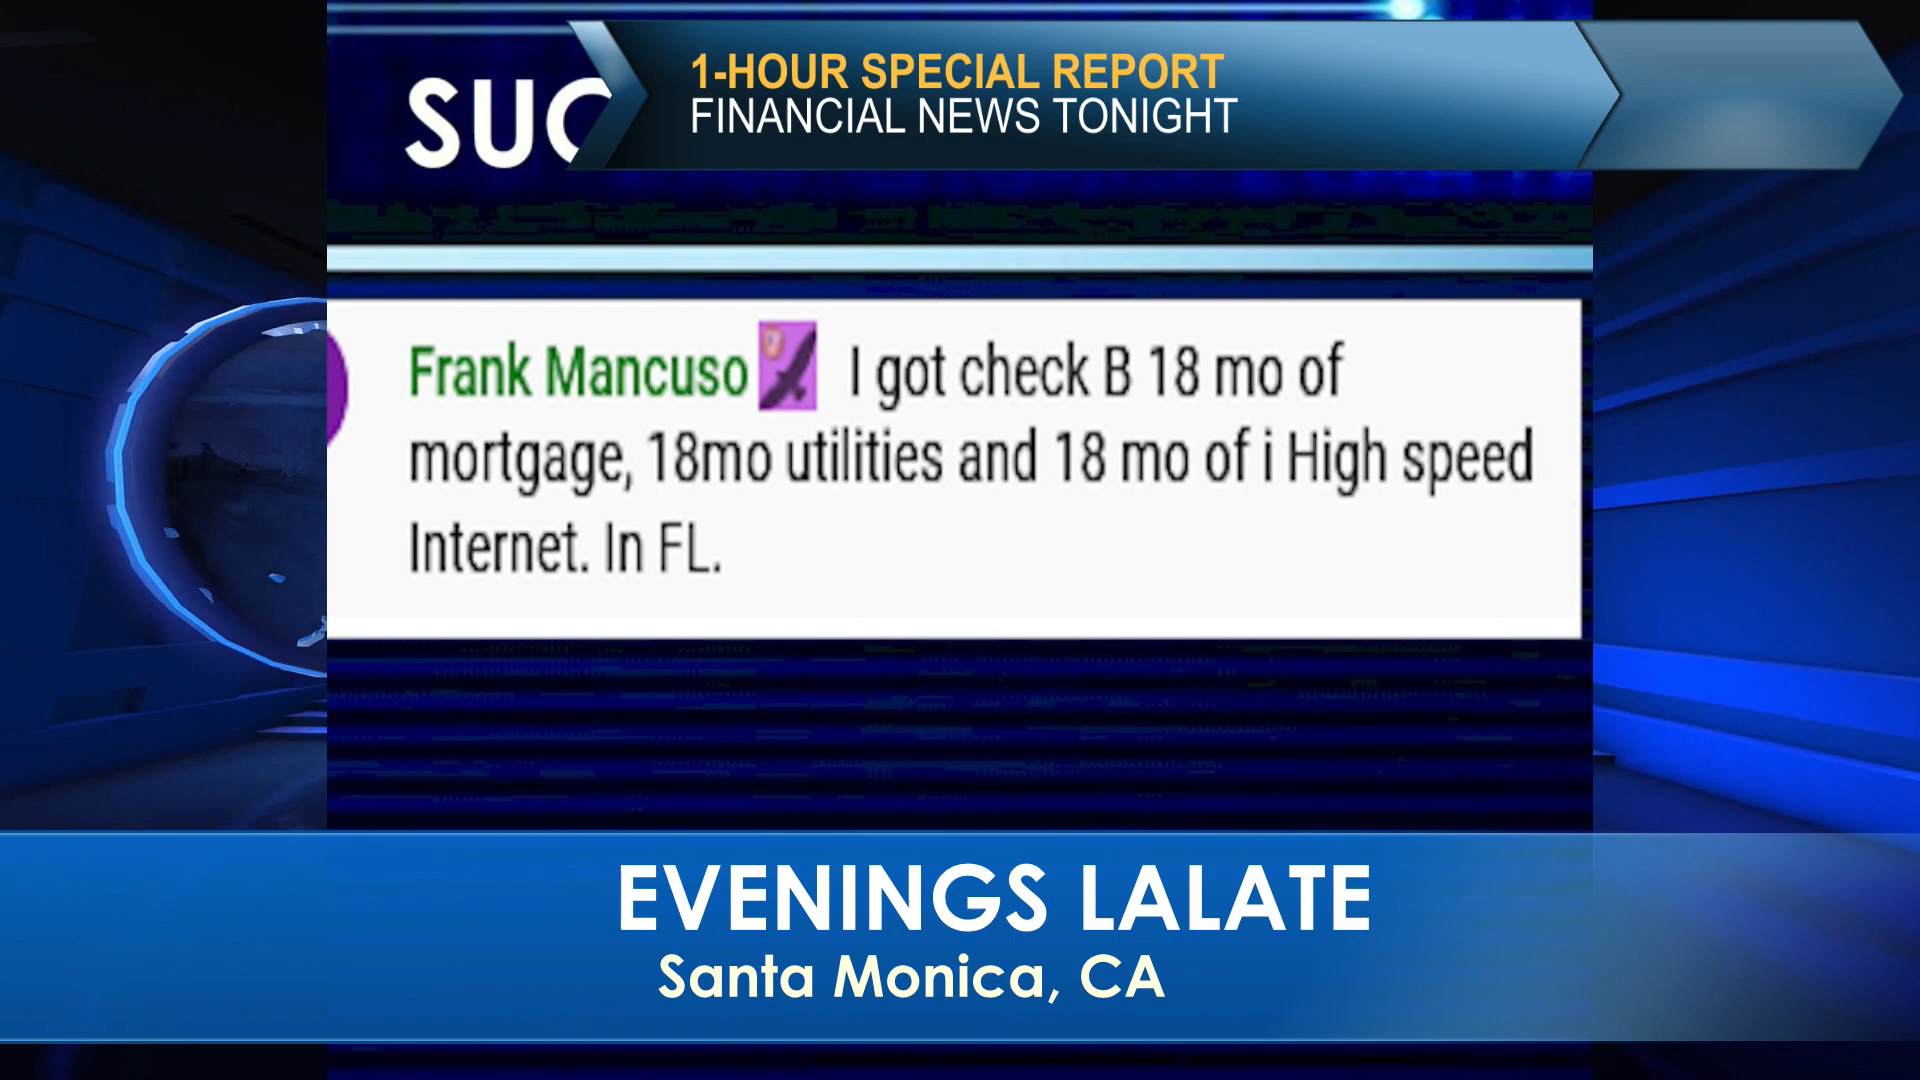 1-HOUR SPECIAL REPORT
FINANCIAL NEWS TONIGHT
SUC
Frank Mancuso I got check B 18 mo of
mortgage, 18mo utilities and 18 mo of i High speed
Internet. In FL.
EVENINGS LALATE
Santa Monica, CA